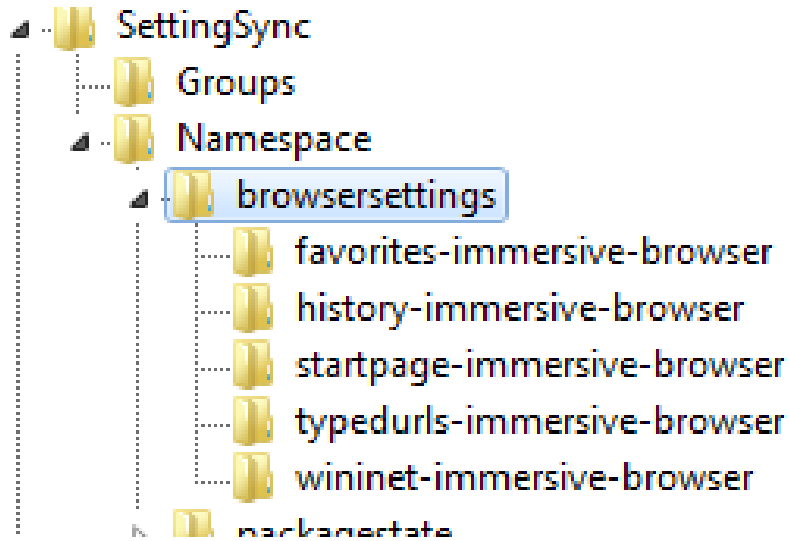 SettingSync
Groups
Namespace
browsersettings
favorites-immersive-browser
history-immersive-browser
startpage-immersive-browser
typedurls-immersive-browser
wininet-immersive-browser
packagestate